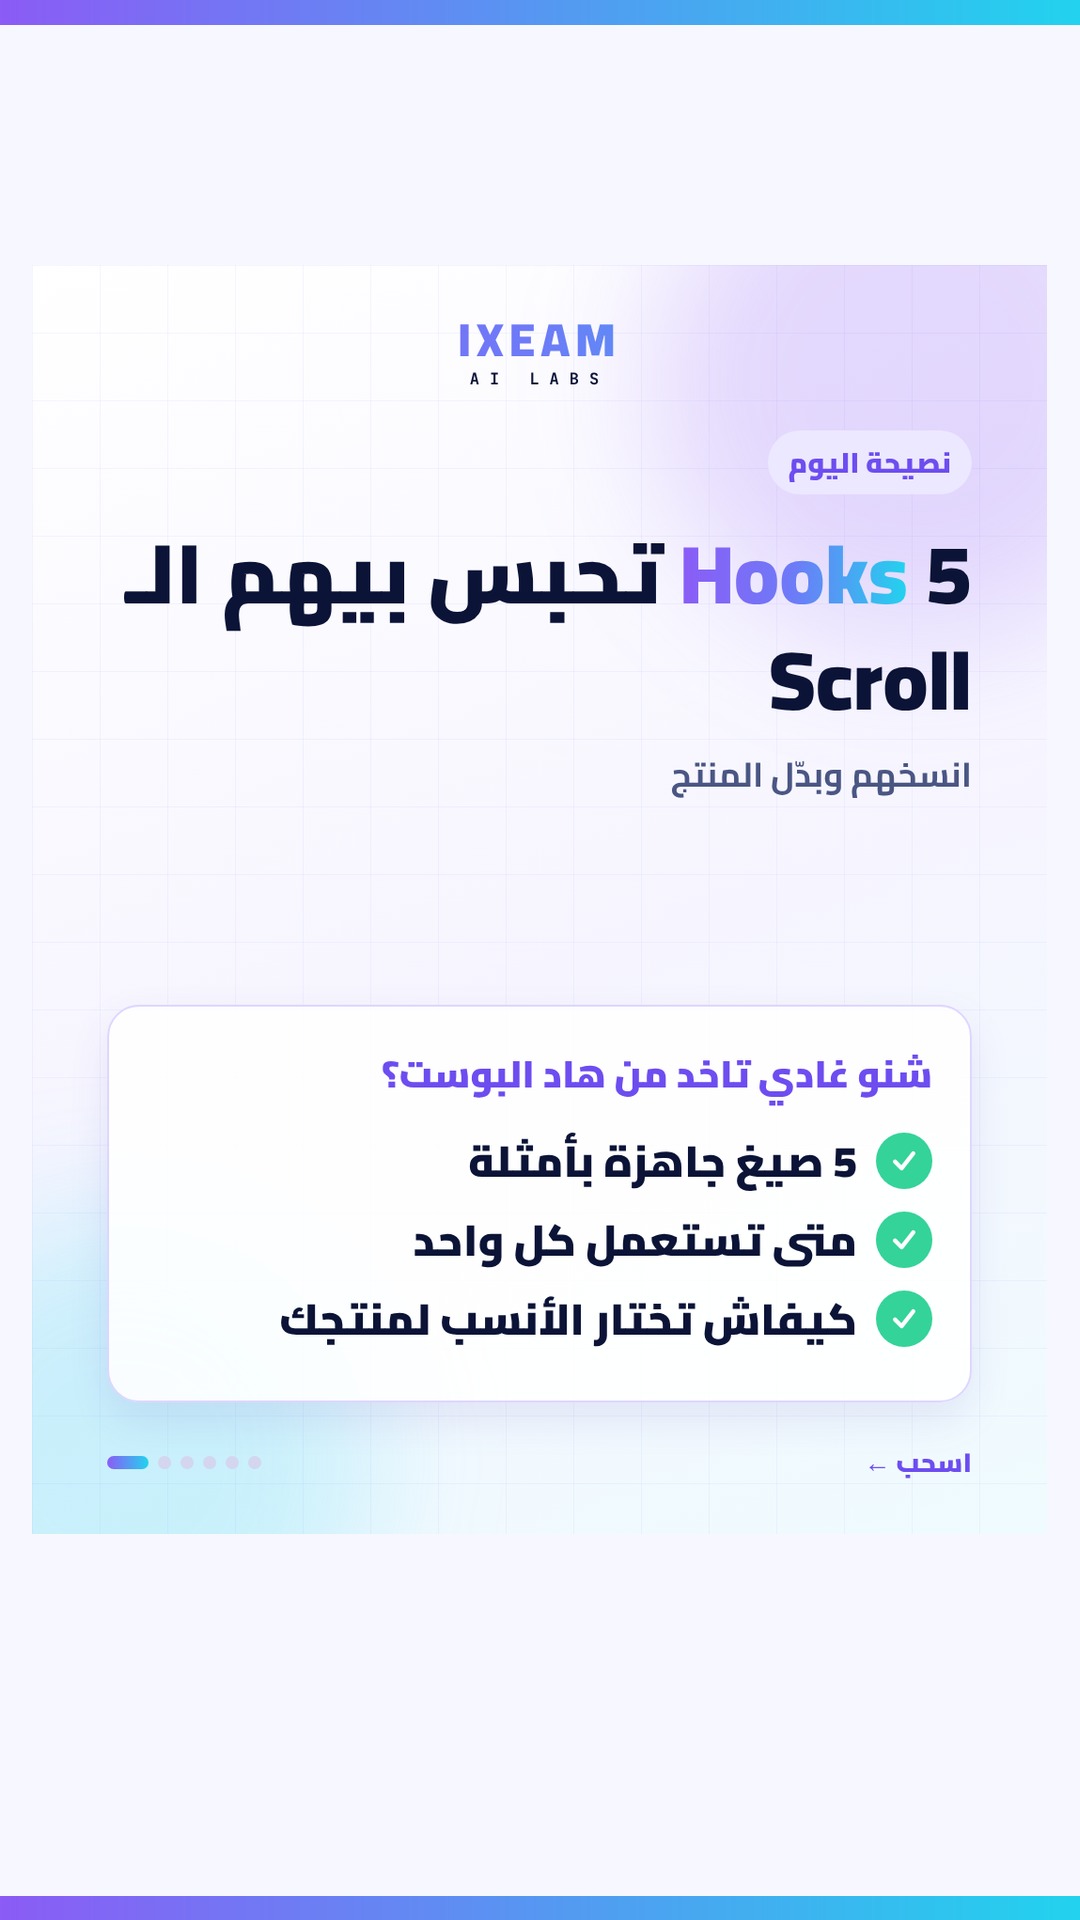 IXEAM
AI LABS
نصيحة اليوم
5 Hooks تحبس بيهم الـ
Scroll
انسخهم وبدّل المنتج
شنو غادي تاخد من هاد البوست؟
5 صيغ جاهزة بأمثلة
متى تستعمل كل واحد
كيفاش تختار الأنسب لمنتجك
اسحب ←